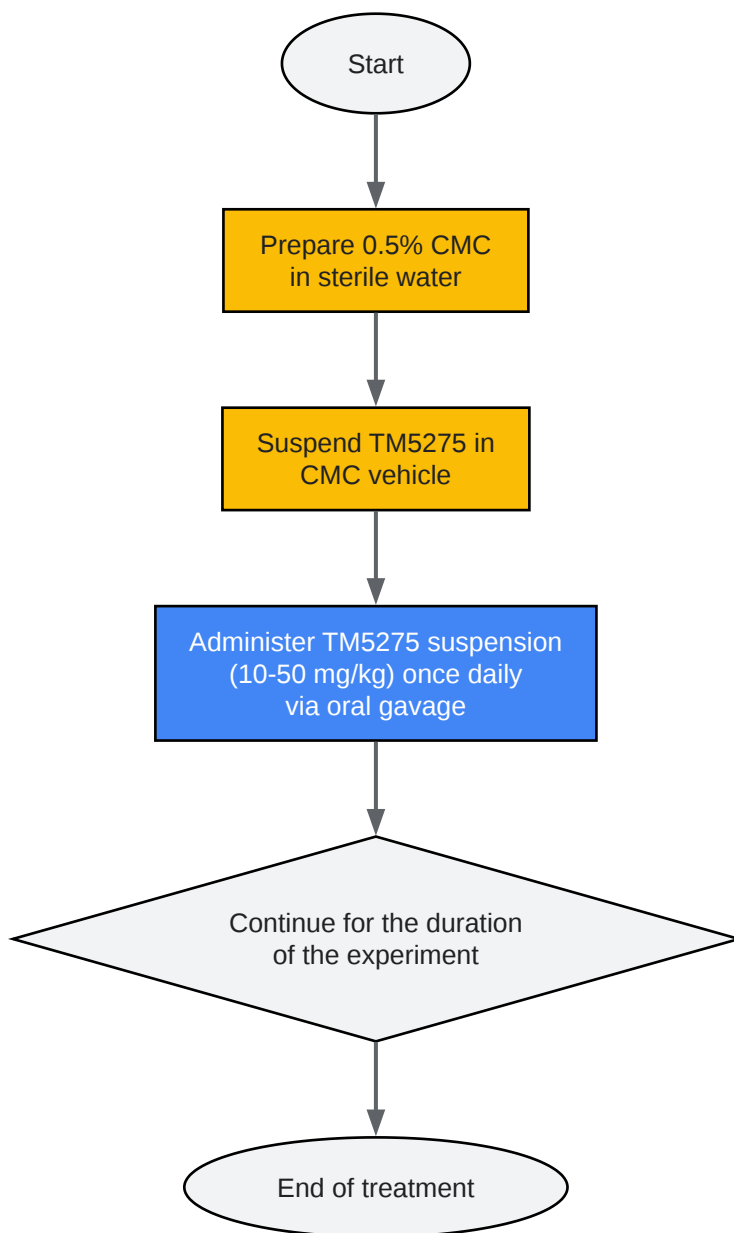 Start
Prepare 0.5% CMC
in sterile water
Suspend TM5275 in
CMC vehicle
Administer TM5275 suspension
(10-50 mg/kg) once daily
via oral gavage
Continue for the duration
of the experiment
End of treatment